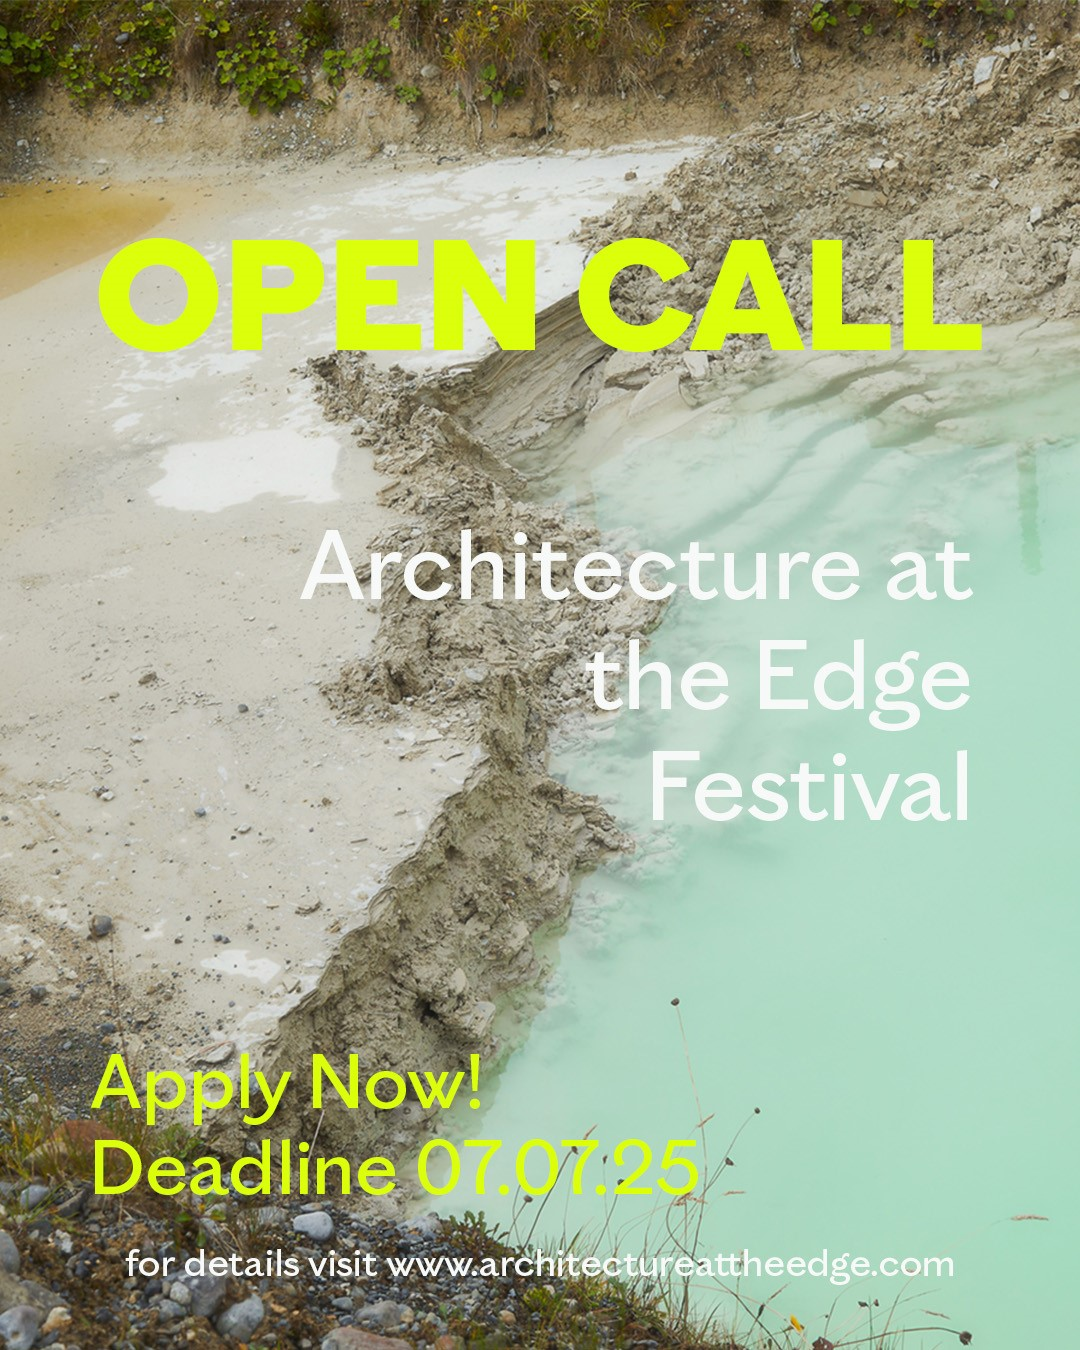 OPEN CALL
Architecture at
the Edge
Festival
Apply Now!
Deadline 07.07.25
for details visit www.architectureattheedge.com